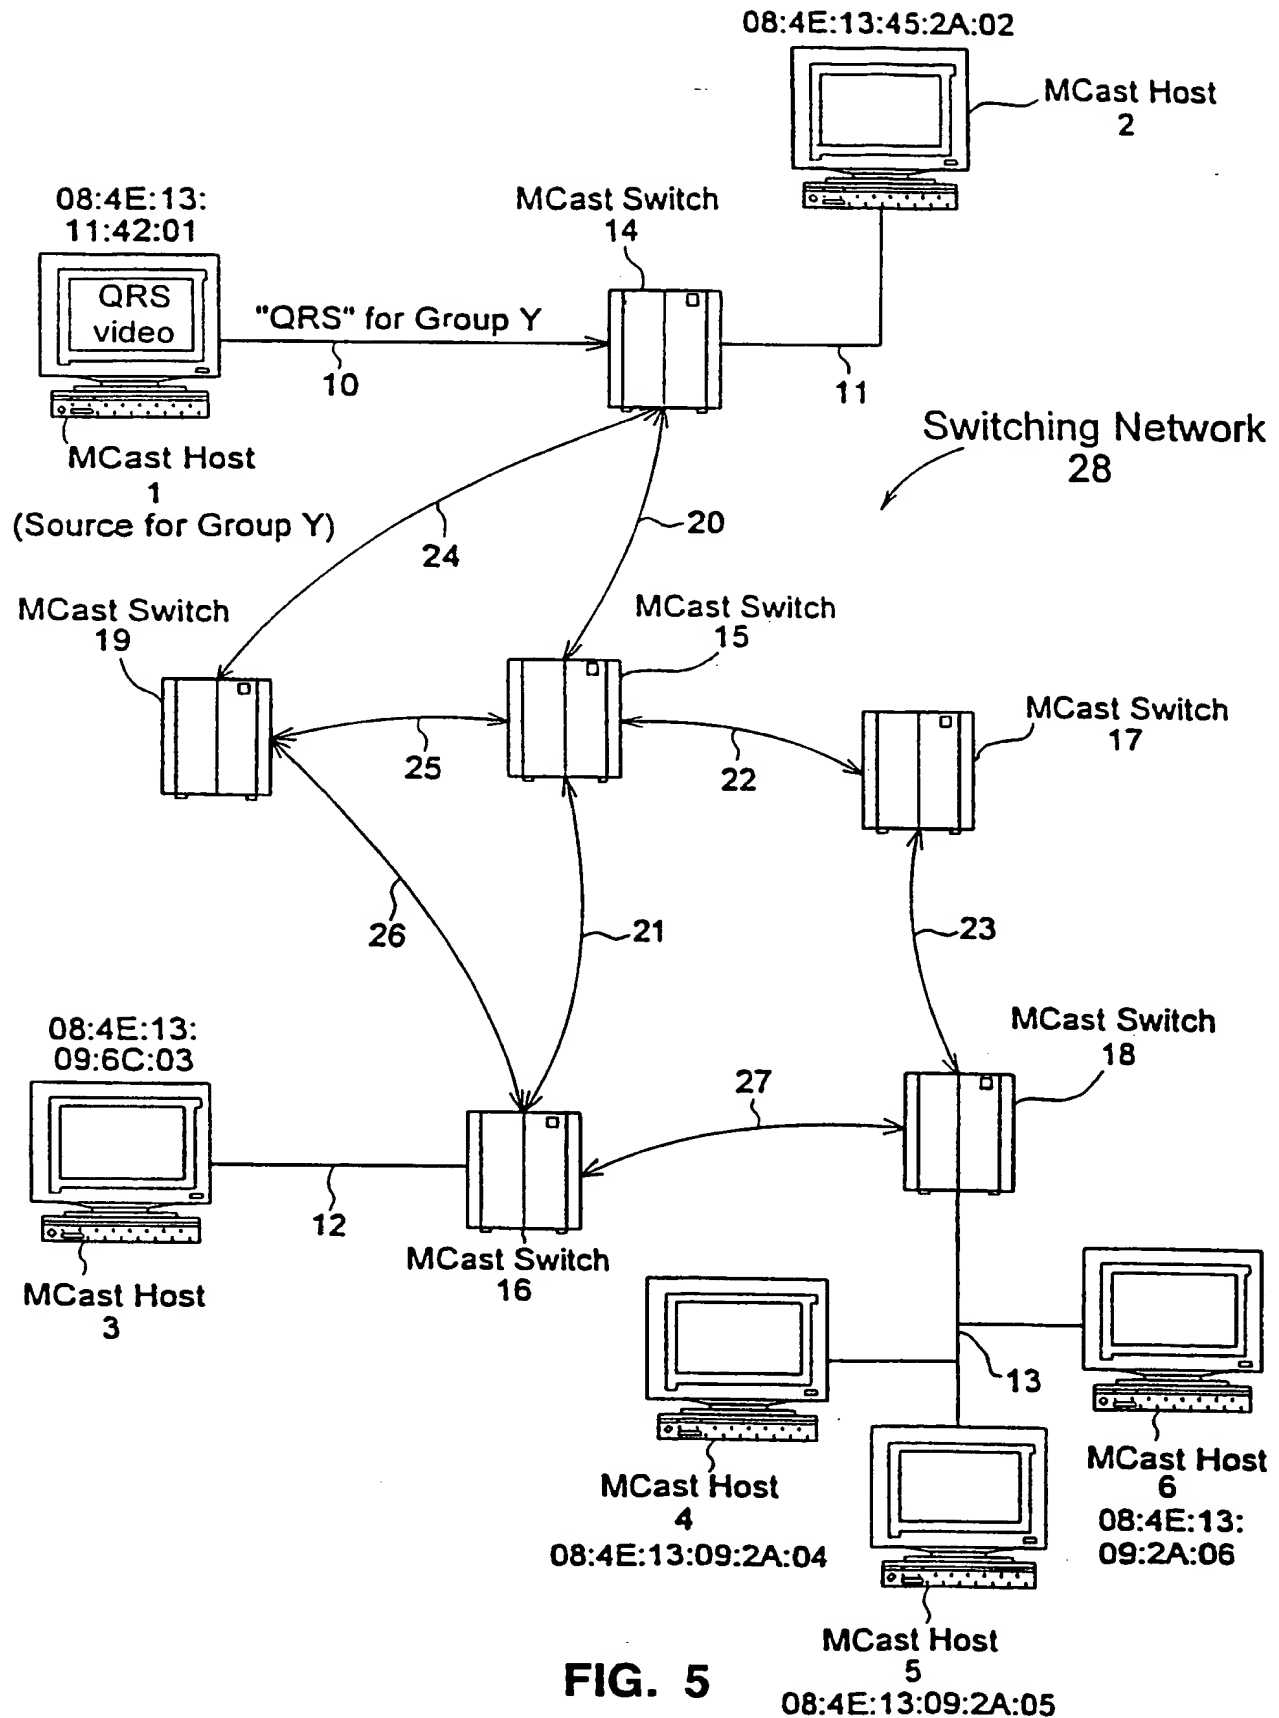 08:4E:13:45:2A:02
MCast Host
2
08:4E:13:
11:42:01
MCast Switch
14
QRS
video
"QRS" for Group Y
10
11
MCast Host
1
(Source for Group Y)
Switching Network
28
24
20
MCast Switch
19
MCast Switch
15
MCast Switch
17
25
22
26
21
23
08:4E:13:
09:6C:03
MCast Switch
18
27
12
MCast Switch
16
MCast Host
3
13
MCast Host
4
08:4E:13:09:2A:04
MCast Host
6
08:4E:13:
09:2A:06
MCast Host
5
08:4E:13:09:2A:05
FIG. 5